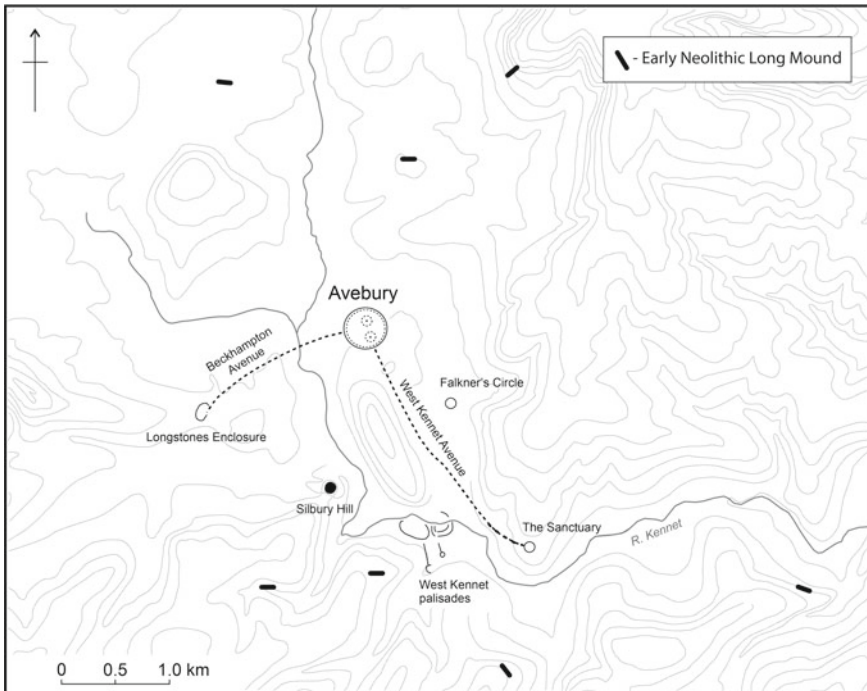 - Early Neolithic Long Mound
Avebury
Beckhampton
Avenue
Falkner's Circle
West Kennet Avenue
Longstones Enclosure
Silbury Hill
The Sanctuary
R. Kennet
West Kennet
palisades
0 0.5 1.0 km